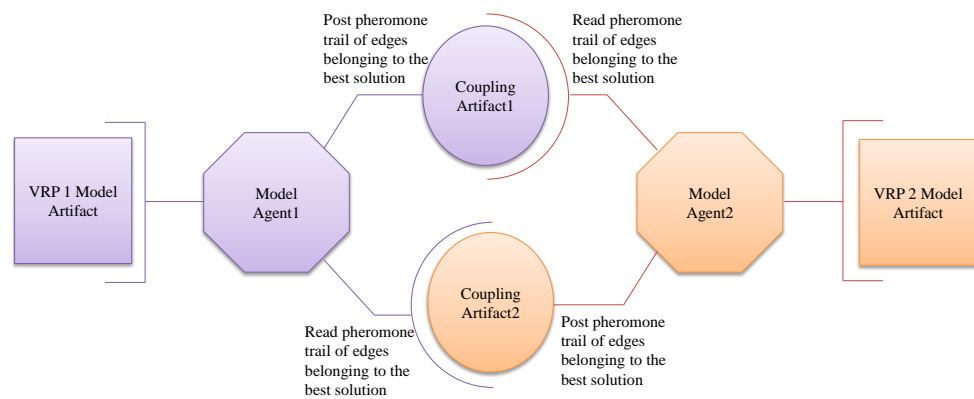 Post pheromone
trail of edges
belonging to the
best solution
Read pheromone
trail of edges
belonging to the
best solution
Coupling
Artifact1
VRP 1 Model
Artifact
Model
Agent1
Model
Agent2
VRP 2 Model
Artifact
Coupling
Artifact2
Read pheromone
trail of edges
belonging to the
best solution
Post pheromone
trail of edges
belonging to the
best solution